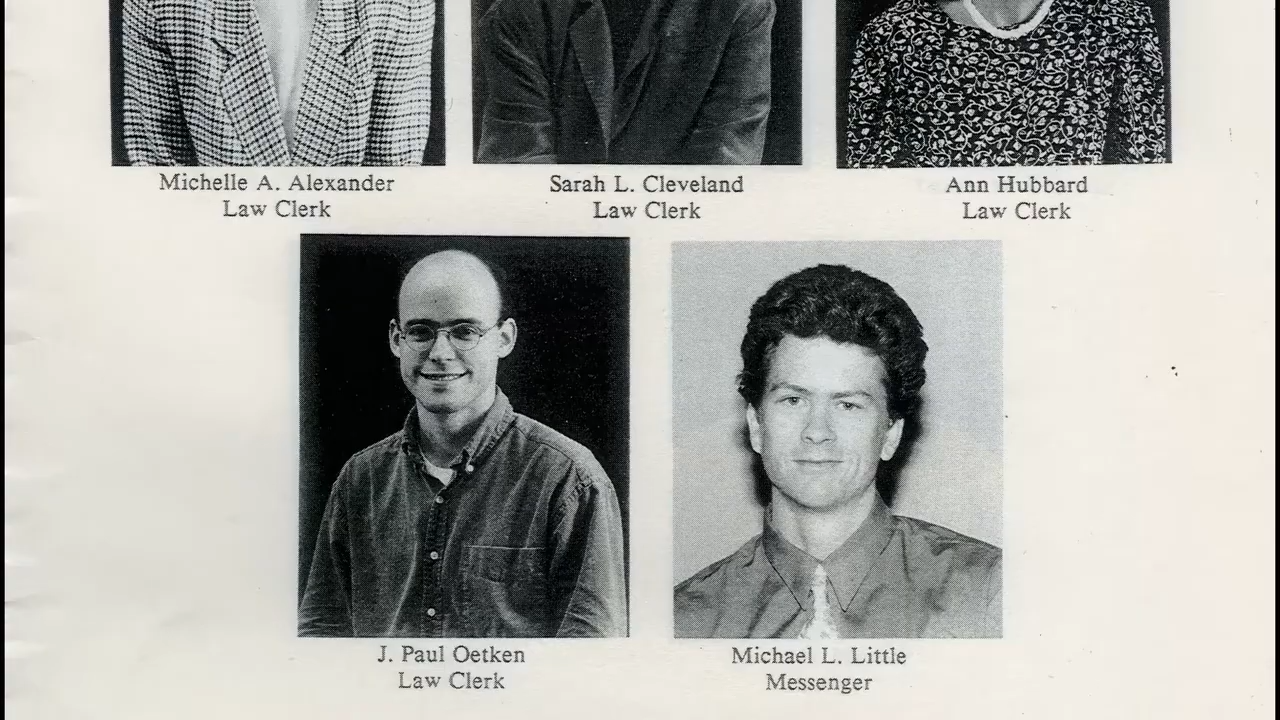 Michelle A. Alexander
Law Clerk
Sarah L. Cleveland
Law Clerk
Ann Hubbard
Law Clerk
J. Paul Oetken
Law Clerk
Michael L. Little
Messenger